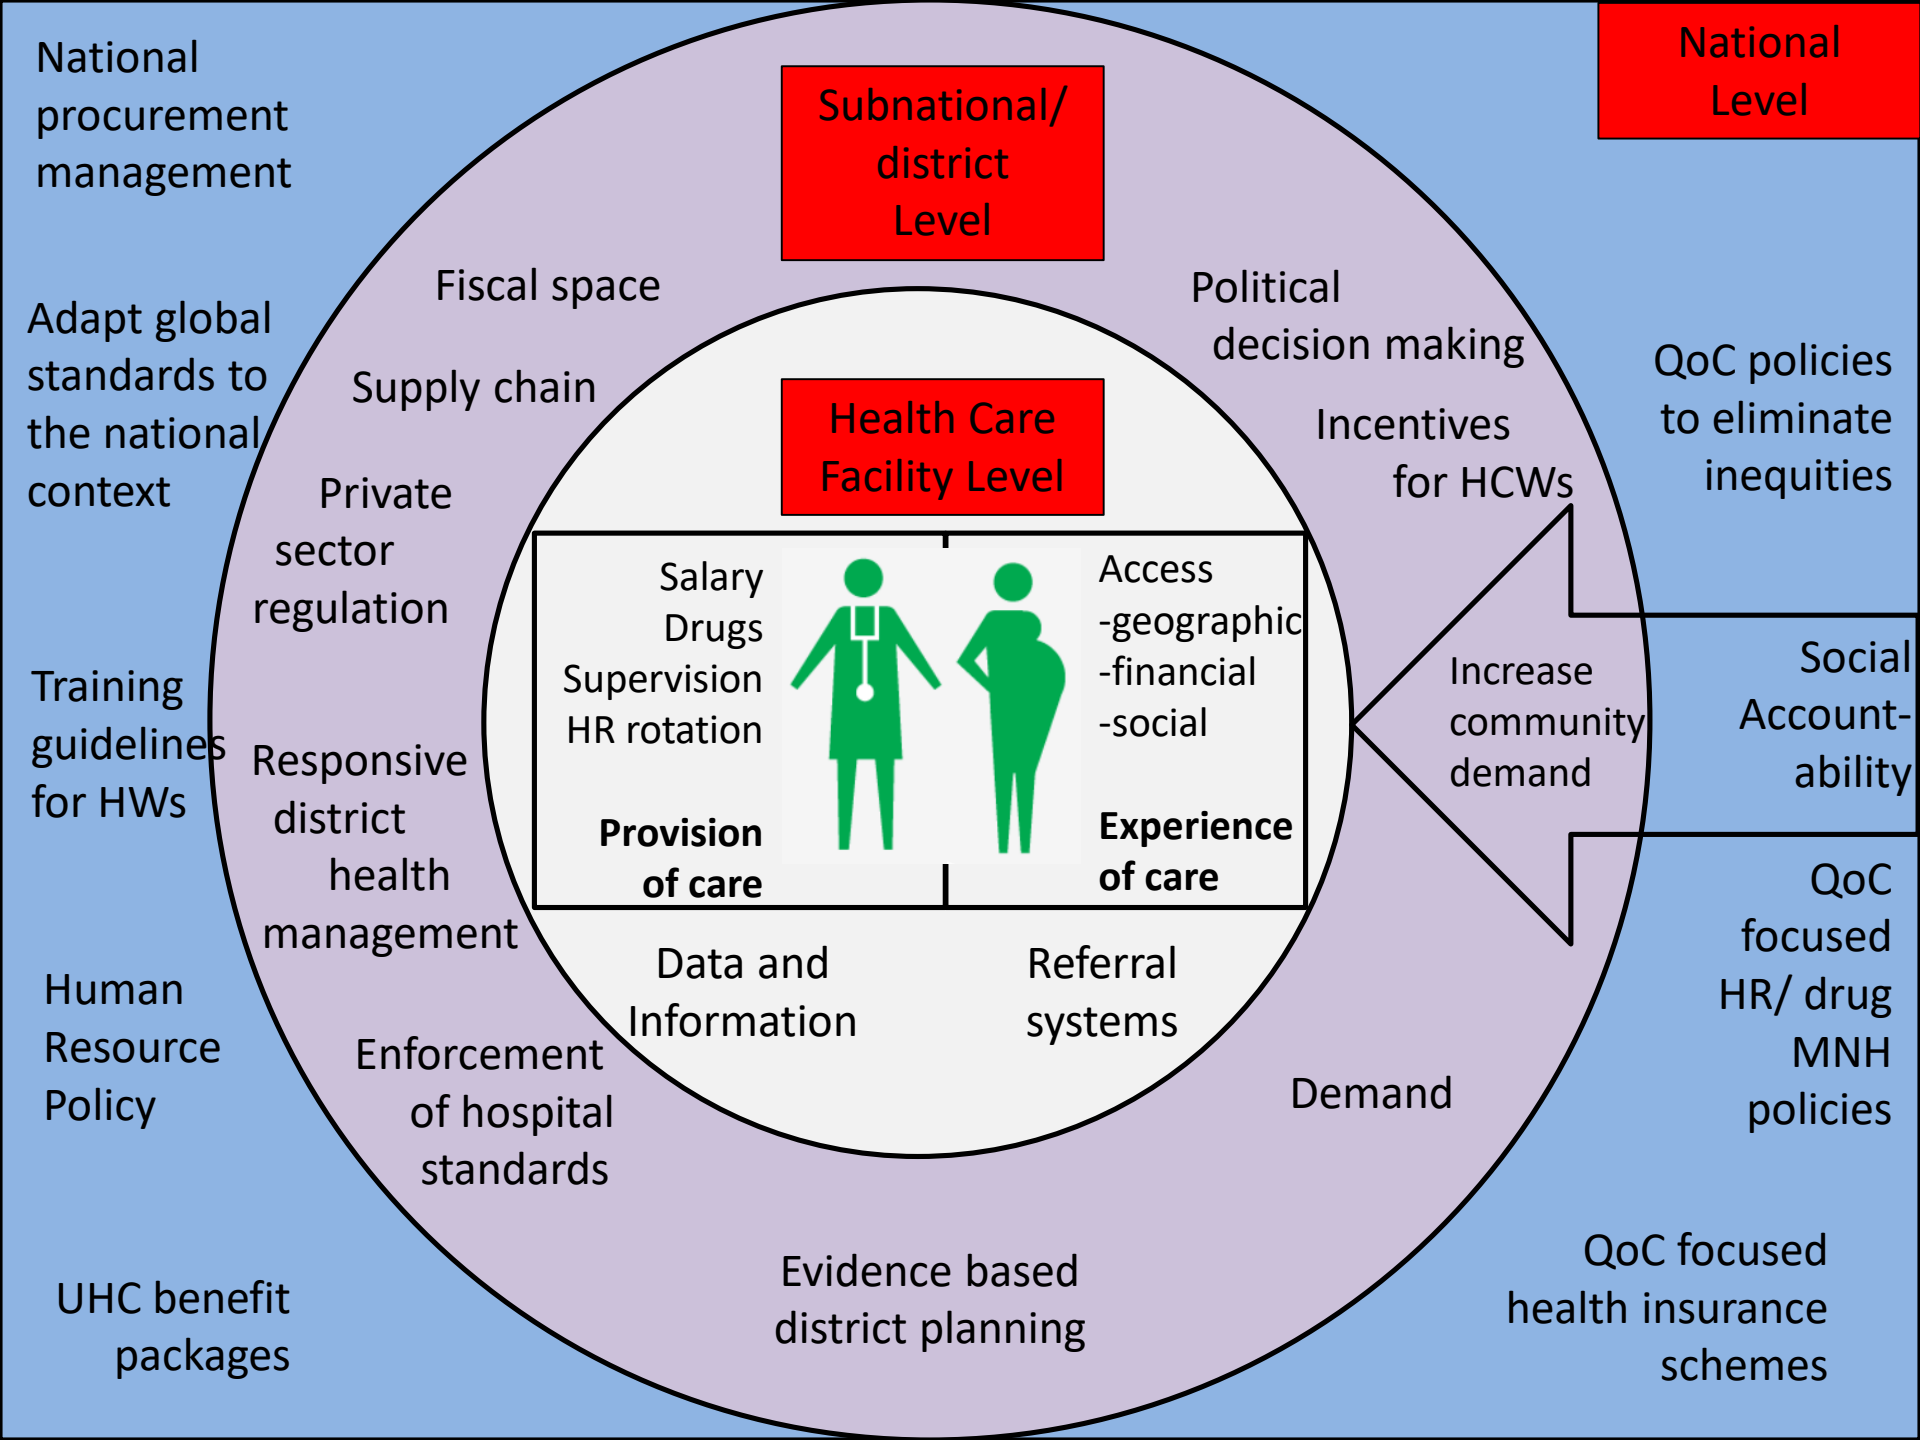 National
procurement
management
Adapt global
standards to
the national
context
Training
guidelines
for HWs
Human
Resource
Policy
UHC benefit
packages
Subnational/
district
Level
Fiscal space
Supply chain
Private
sector
regulation
Responsive
district
health
management
Enforcement
of hospital
standards
Evidence based
district planning
Health Care
Facility Level
Salary
Drugs
Supervision
HR rotation
Provision
of care
Access
-geographic
-financial
-social
Experience
of care
Data and
Information
Referral
systems
Political
decision making
Incentives
for HCWs
Increase
community
demand
Demand
National
Level
QoC policies
to eliminate
inequities
Social
Account-
ability
QoC
focused
HR/ drug
MNH
policies
QoC focused
health insurance
schemes